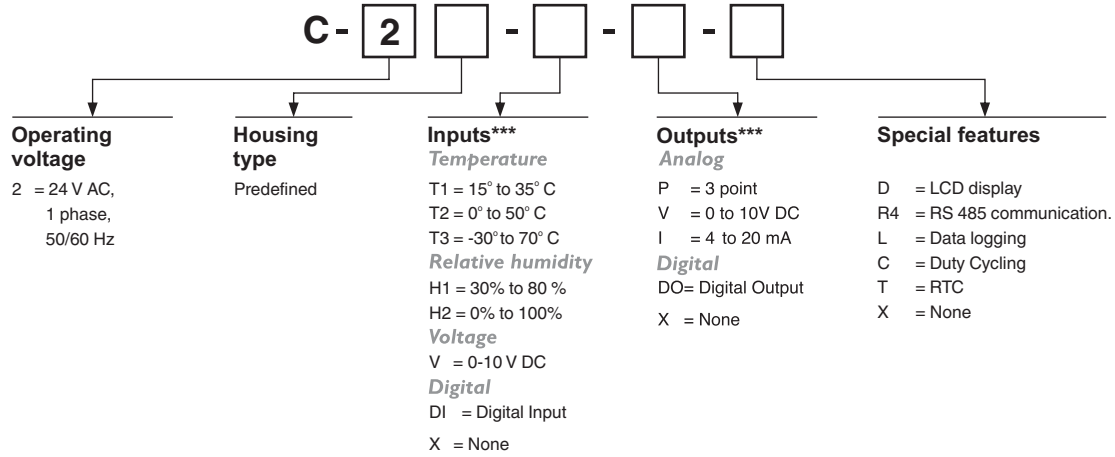 C- 2 - - -
Operating
voltage
2 = 24 V AC,
1 phase,
50/60 Hz
Housing
type
Predefined
Inputs***
Temperature
T1 = 15° to 35° C
T2 = 0° to 50° C
T3 = -30° to 70° C
Relative humidity
H1 = 30% to 80 %
H2 = 0% to 100%
Voltage
V = 0-10 V DC
Digital
DI = Digital Input
X = None
Outputs***
Analog
P = 3 point
V = 0 to 10V DC
I = 4 to 20 mA
Digital
DO= Digital Output
X = None
Special features
D = LCD display
R4 = RS 485 communication.
L = Data logging
C = Duty Cycling
T = RTC
X = None